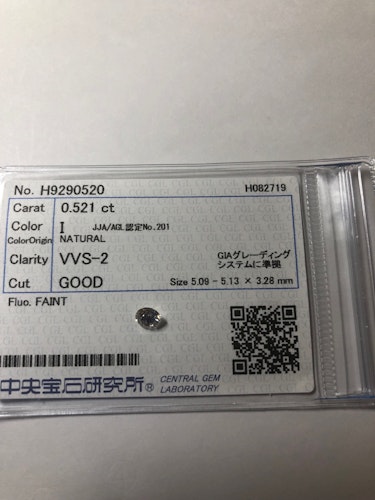 No. H9290520 H082719
Carat 0.521 ct
Color I JJA/AGL認定No.201
ColorOrigin NATURAL
Clarity VVS-2 GIAグレーディング
システムに準拠
Cut GOOD Size 5.09 - 5.13 × 3.28 mm
Fluo. FAINT
中央宝石研究所® CENTRAL GEM
LABORATORY